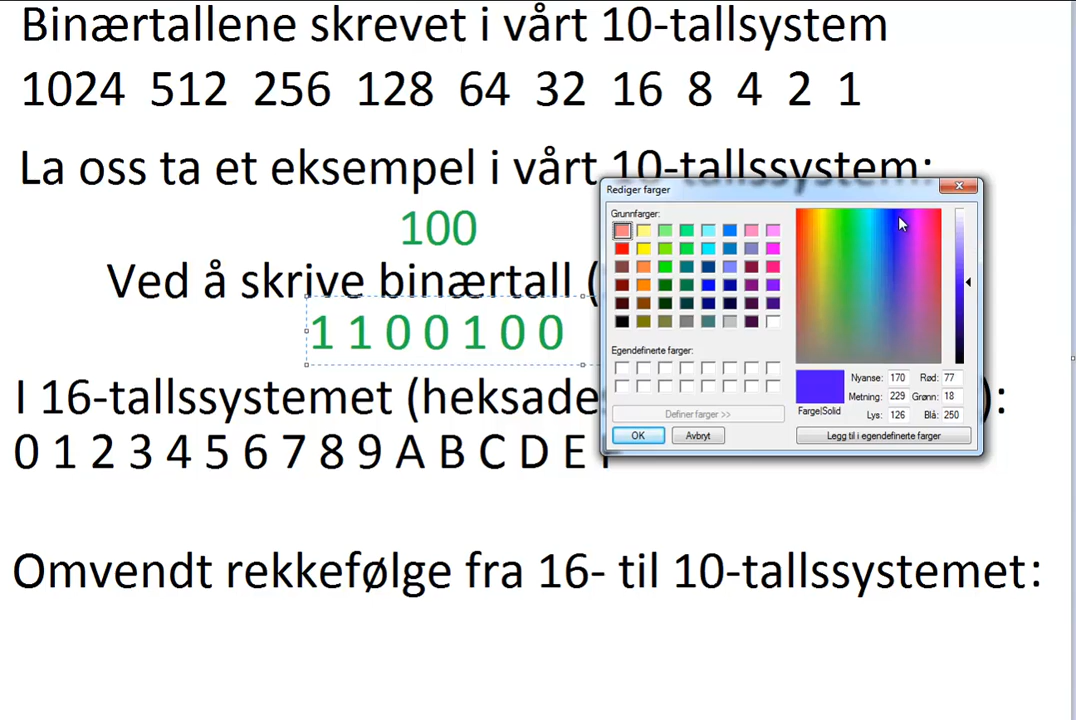 Binærtallene skrevet i vårt 10-tallsystem
1024 512 256 128 64 32 16 8 4 2 1
La oss ta et eksempel i vårt 10-tallssystem:
100
Ved å skrive binærtall (
1 1 0 0 1 0 0
I 16-tallssystemet (heksade ):
0 1 2 3 4 5 6 7 8 9 A B C D E
Omvendt rekkefølge fra 16- til 10-tallssystemet:
Rediger farger
Grunnfarger:
Egendefinerte farger:
Definer farger >>
OK Avbryt
Farge|Solid
Nyanse: 170 Rød: 77
Metning: 229 Grønn: 18
Lys: 126 Blå: 250
Legg til i egendefinerte farger